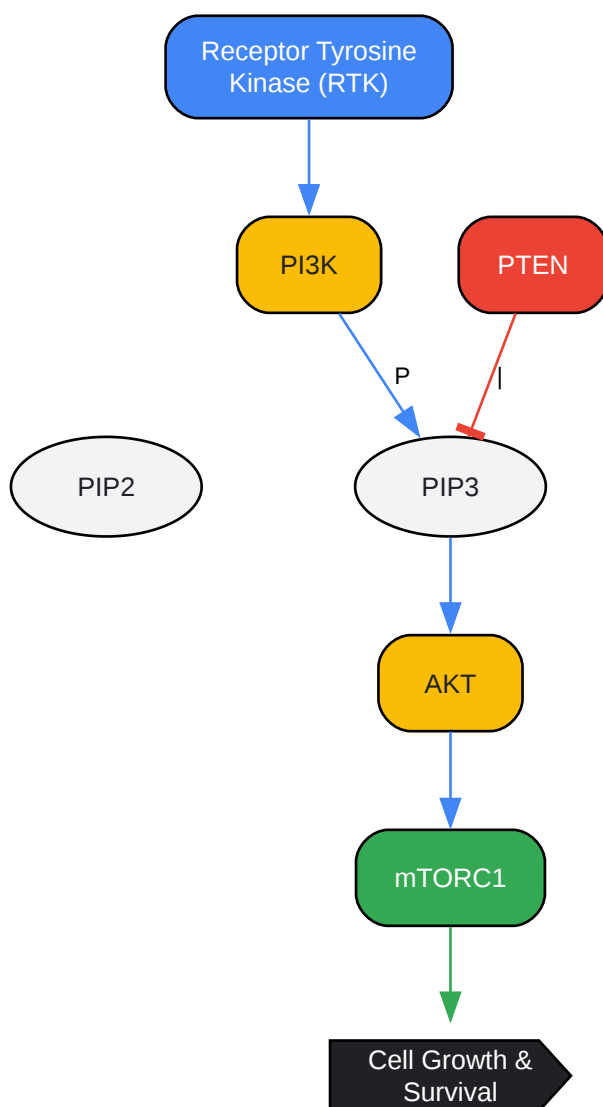 Receptor Tyrosine
Kinase (RTK)
PI3K
PTEN
P
|
PIP2
PIP3
AKT
mTORC1
Cell Growth &
Survival